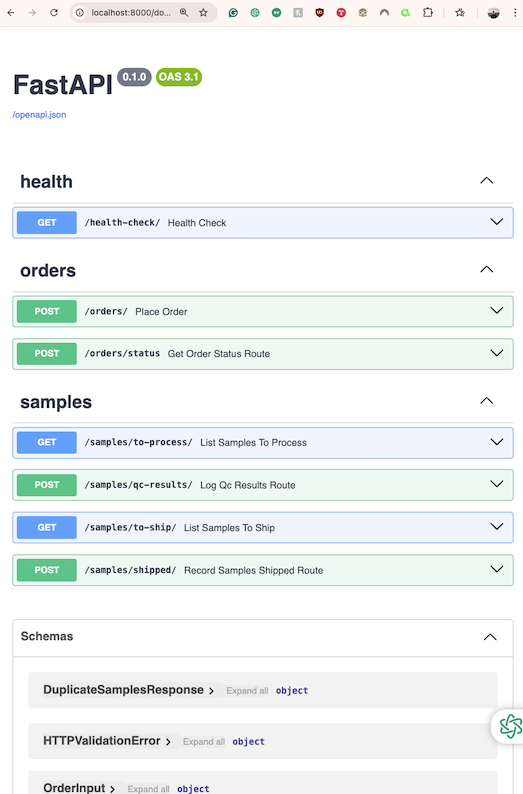 localhost:8000/do...
FastAPI 0.1.0 OAS 3.1
/openapi.json
health
GET /health-check/ Health Check
orders
POST /orders/ Place Order
POST /orders/status Get Order Status Route
samples
GET /samples/to-process/ List Samples To Process
POST /samples/qc-results/ Log Qc Results Route
GET /samples/to-ship/ List Samples To Ship
POST /samples/shipped/ Record Samples Shipped Route
Schemas
DuplicateSamplesResponse Expand all object
HTTPValidationError Expand all object
OrderInput Expand all object